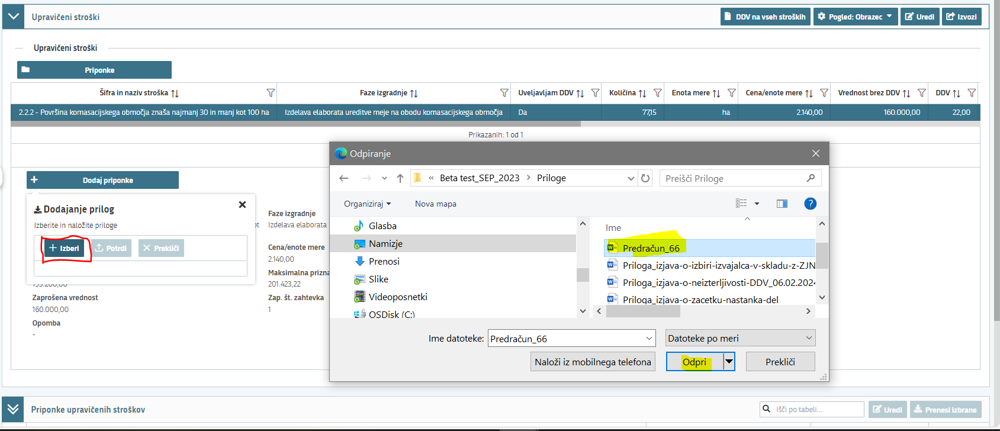 Upravičeni stroški
DDV na vseh stroških
Pogled: Obrazec
Uredi
Izvozi
Upravičeni stroški
Priponke
Šifra in naziv stroška
Faze izgradnje
Uveljavljam DDV
Količina
Enota mere
Cena/enote mere
Vrednost brez DDV
DDV
2.2.2 - Površina komasacijskega območja znaša najmanj 30 in manj kot 100 ha
Izdelava elaborata ureditve meje na obodu komasacijskega območja
Da
77,15
ha
2.140,00
160.000,00
22,00
Prikazanih: 1 od 1
Dodaj priponke
Dodajanje prilog
Izberite in naložite priloge
Izberi
Potrdi
Prekliči
Zaprošena vrednost
160.000,00
Opomba
-
ot
Faze izgradnje
Izdelava elaborata
Cena/enote mere
2.140,00
Maksimalna prizna
201.423,22
Zap. št. zahtevka
1
Odpiranje
« Beta test_SEP_2023 > Priloge
Preišči Priloge
Organiziraj
Nova mapa
Glasba
Namizje
Prenosi
Slike
Videoposnetki
OSDisk (C:)
Ime
Predračun_66
Priloga_izjava-o-izbiri-izvajalca-v-skladu-z-ZJN
Priloga_izjava-o-neizterljivosti-DDV_06.02.2024
Priloga_izjava-o-zacetku-nastanka-del
Ime datoteke:
Predračun_66
Datoteke po meri
Naloži iz mobilnega telefona
Odpri
Prekliči
Priponke upravičenih stroškov
Išči po tabeli...
Uredi
Prenesi izbrane